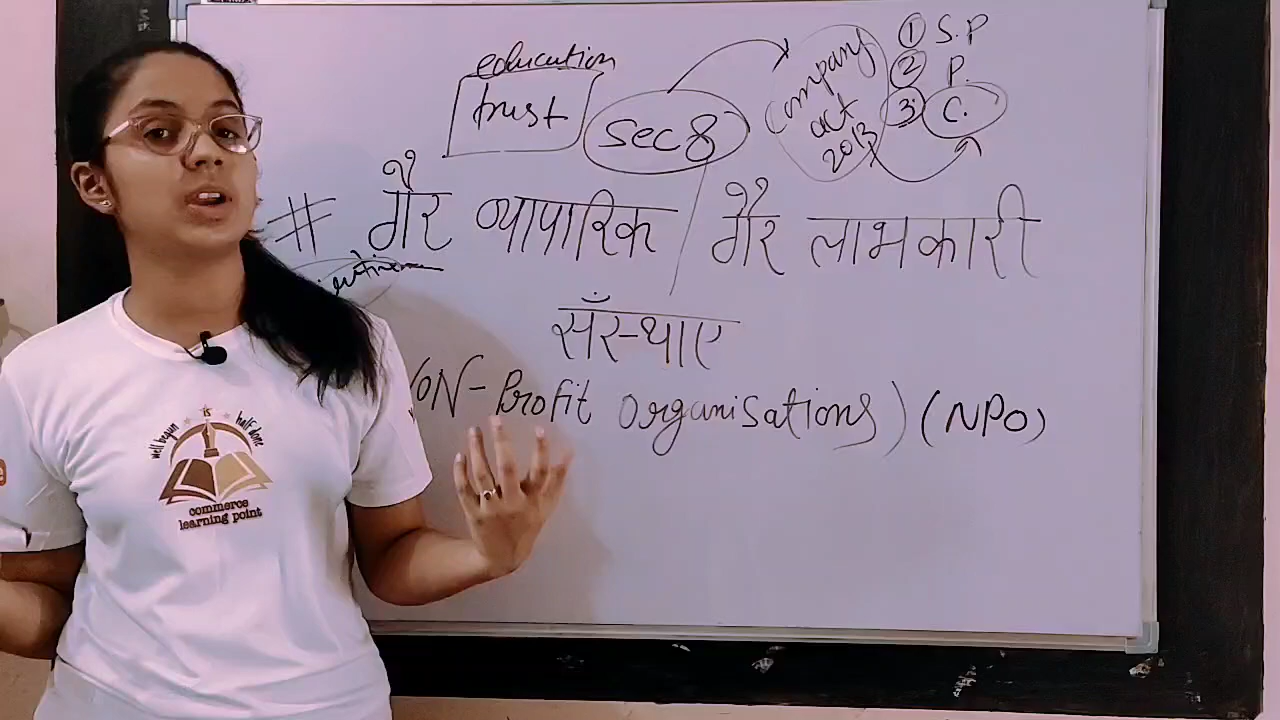 education
trust
Sec 8
Company
act
2013
① S.P
② P.
③ C.
# गैर व्यापारिक / गैर लाभकारी
सँस्थाए
ON-Profit Organisations) (NPO)
well begun is half done
commerce
learning point